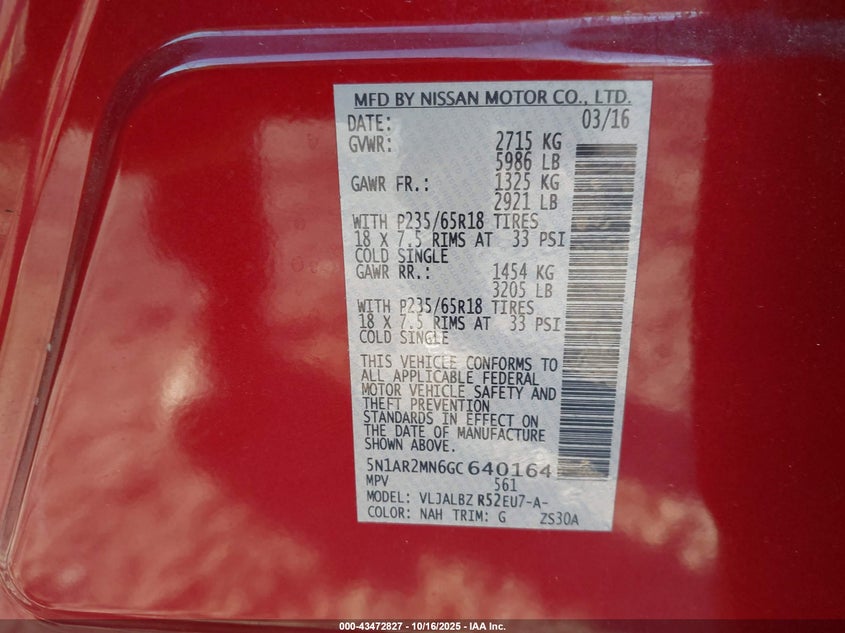 MFD BY NISSAN MOTOR CO., LTD.
DATE: 03/16
GVWR: 2715 KG
5986 LB
GAWR FR.: 1325 KG
2921 LB
WITH P235/65R18 TIRES
18 X 7.5 RIMS AT 33 PSI
COLD SINGLE
GAWR RR.: 1454 KG
3205 LB
WITH P235/65R18 TIRES
18 X 7.5 RIMS AT 33 PSI
COLD SINGLE
THIS VEHICLE CONFORMS TO
ALL APPLICABLE FEDERAL
MOTOR VEHICLE SAFETY AND
THEFT PREVENTION
STANDARDS IN EFFECT ON
THE DATE OF MANUFACTURE
SHOWN ABOVE.
5N1AR2MN6GC 640164
MPV 561
MODEL: VLJALBZ R52EU7-A-
COLOR: NAH TRIM: G ZS30A
000-43472827 - 10/16/2025 - IAA Inc.